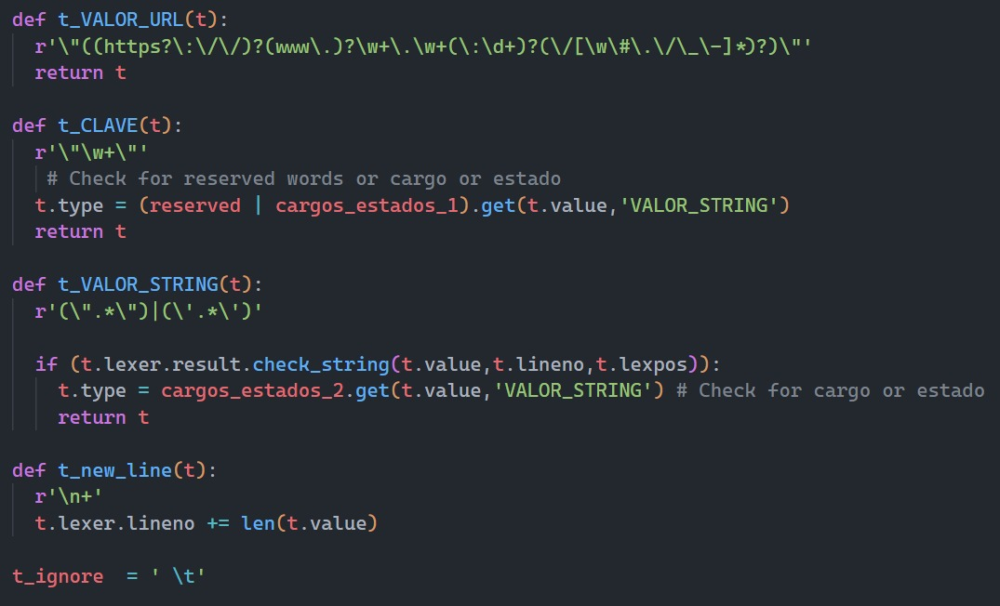 def t_VALOR_URL(t):
r'\"((https?\:\/\/)?(www\.)?\w+\.\w+(\:\d+)?(\/[\w\#\.\/\_\-]*)?)\"'
return t
def t_CLAVE(t):
r'\"\w+\"'
# Check for reserved words or cargo or estado
t.type = (reserved | cargos_estados_1).get(t.value,'VALOR_STRING')
return t
def t_VALOR_STRING(t):
r'(\".*\")|(\'.*\')'
if (t.lexer.result.check_string(t.value,t.lineno,t.lexpos)):
t.type = cargos_estados_2.get(t.value,'VALOR_STRING') # Check for cargo or estado
return t
def t_new_line(t):
r'\n+'
t.lexer.lineno += len(t.value)
t_ignore  = ' \t'